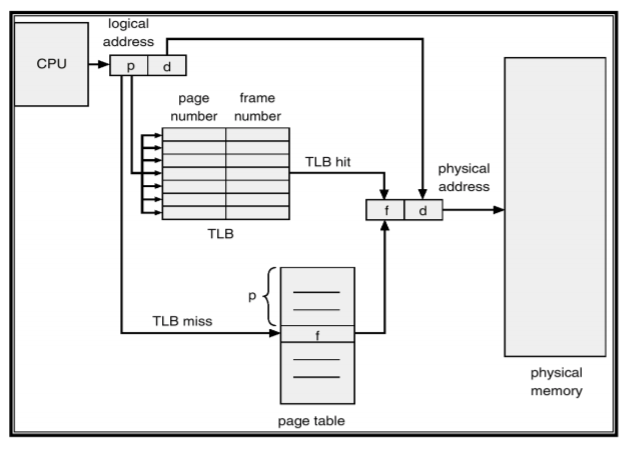 logical
address
CPU
p
d
page
number
frame
number
TLB hit
TLB
physical
address
f
d
p
TLB miss
f
page table
physical
memory